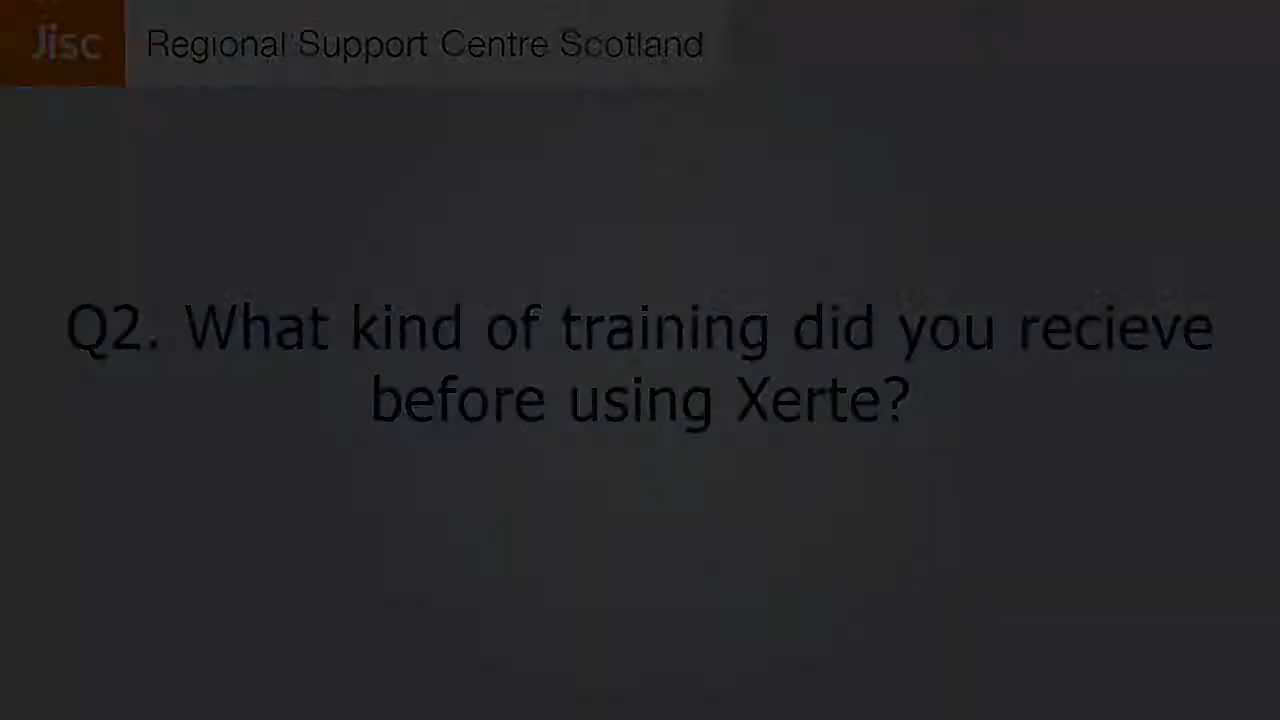 Jisc Regional Support Centre Scotland
Q2. What kind of training did you recieve
before using Xerte?